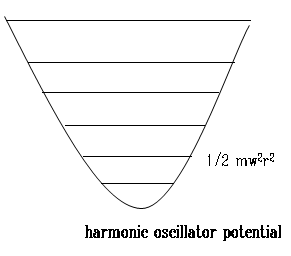 1/2 mw²r²
harmonic oscillator potential